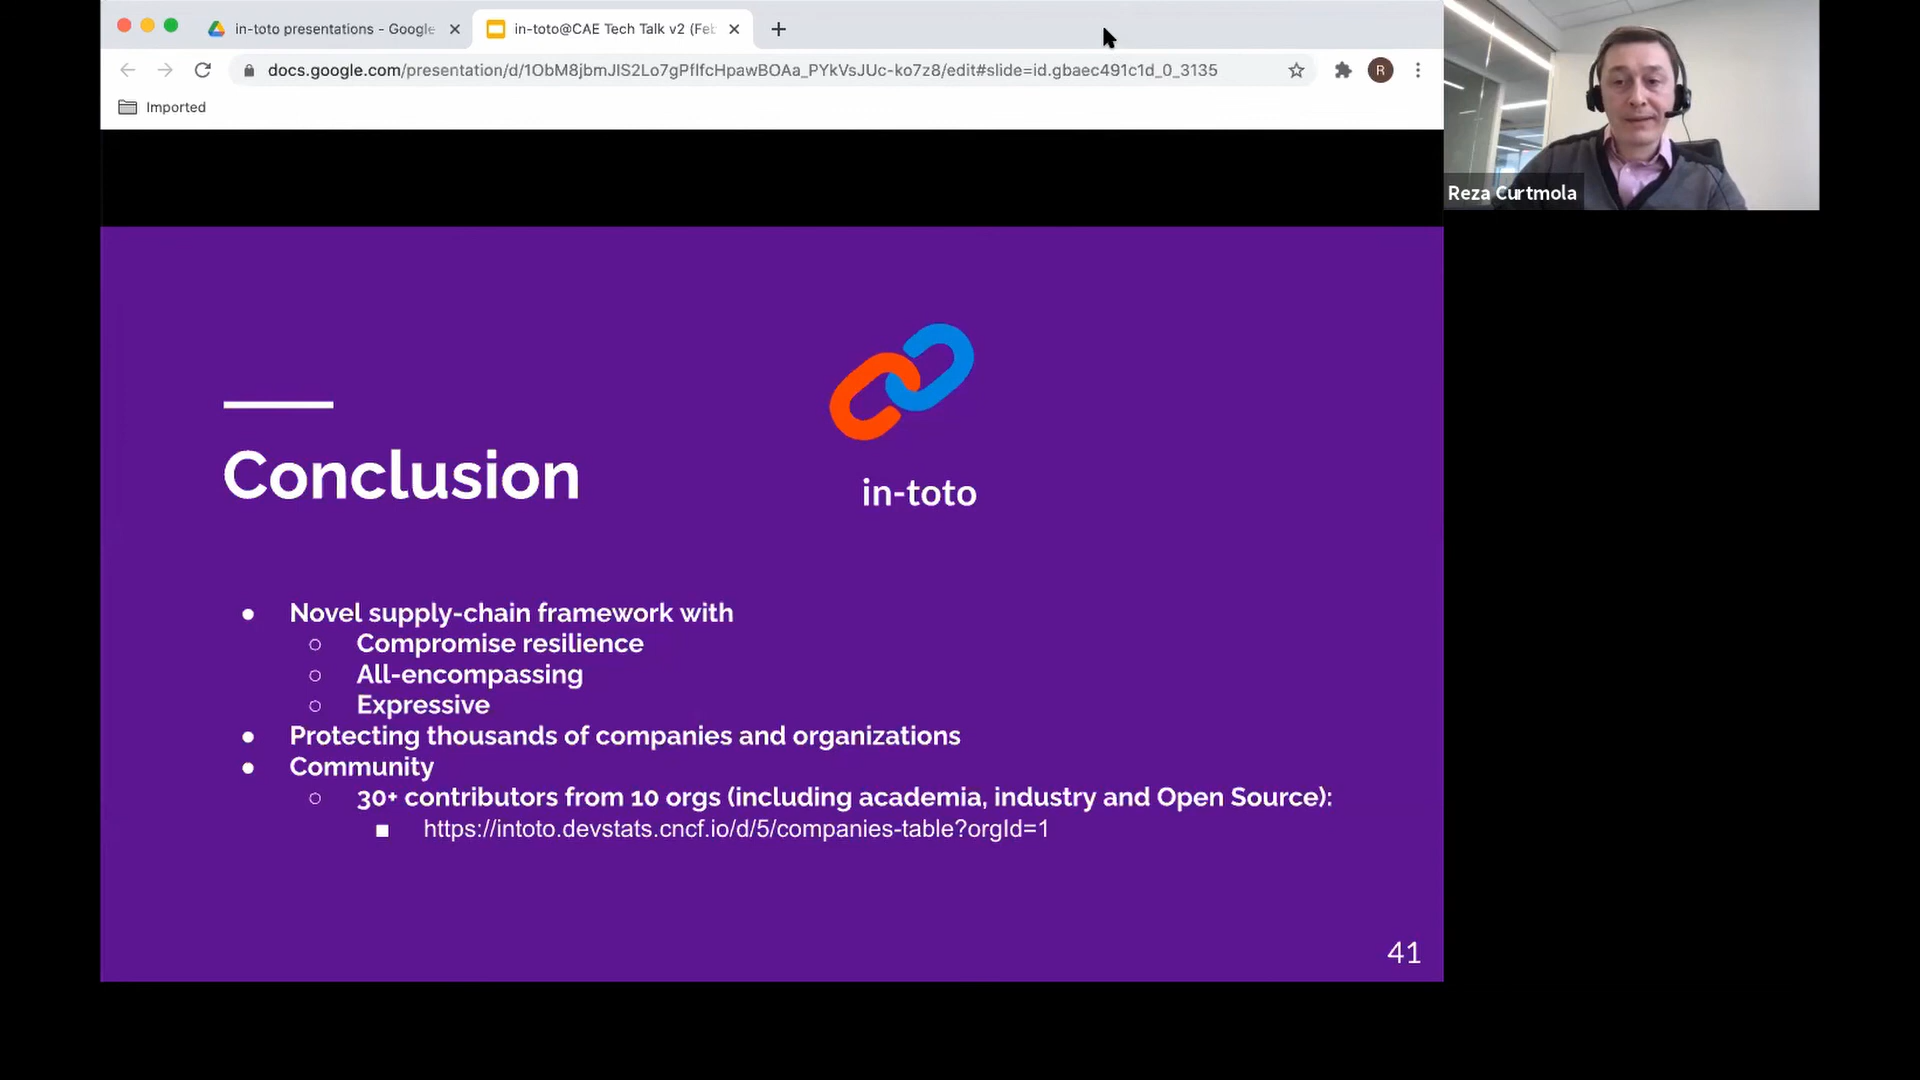 in-toto presentations - Google
in-toto@CAE Tech Talk v2 (Feb
docs.google.com/presentation/d/1ObM8jbmJIS2Lo7gPfIfcHpawBOAa_PYkVsJUc-ko7z8/edit#slide=id.gbaec491c1d_0_3135
R
Imported
Reza Curtmola
in-toto
Conclusion
● Novel supply-chain framework with
○ Compromise resilience
○ All-encompassing
○ Expressive
● Protecting thousands of companies and organizations
● Community
○ 30+ contributors from 10 orgs (including academia, industry and Open Source):
■ https://intoto.devstats.cncf.io/d/5/companies-table?orgId=1
41